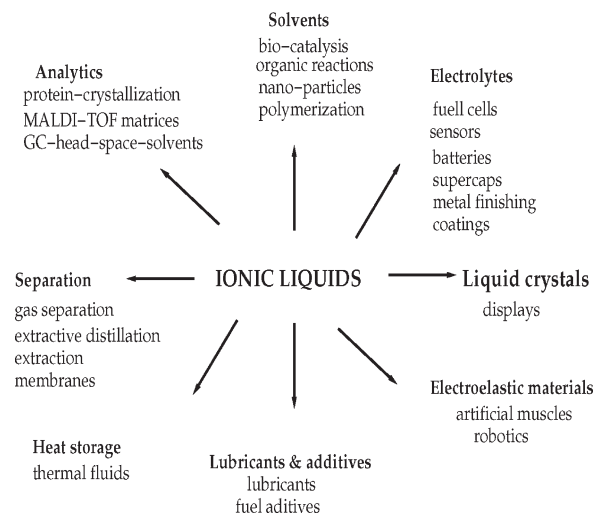 Solvents
bio-catalysis
organic reactions
nano-particles
polymerization
Analytics
protein-crystallization
MALDI-TOF matrices
GC-head-space-solvents
Electrolytes
fuell cells
sensors
batteries
supercaps
metal finishing
coatings
Separation
gas separation
extractive distillation
extraction
membranes
IONIC LIQUIDS
Liquid crystals
displays
Electroelastic materials
artificial muscles
robotics
Heat storage
thermal fluids
Lubricants & additives
lubricants
fuel aditives